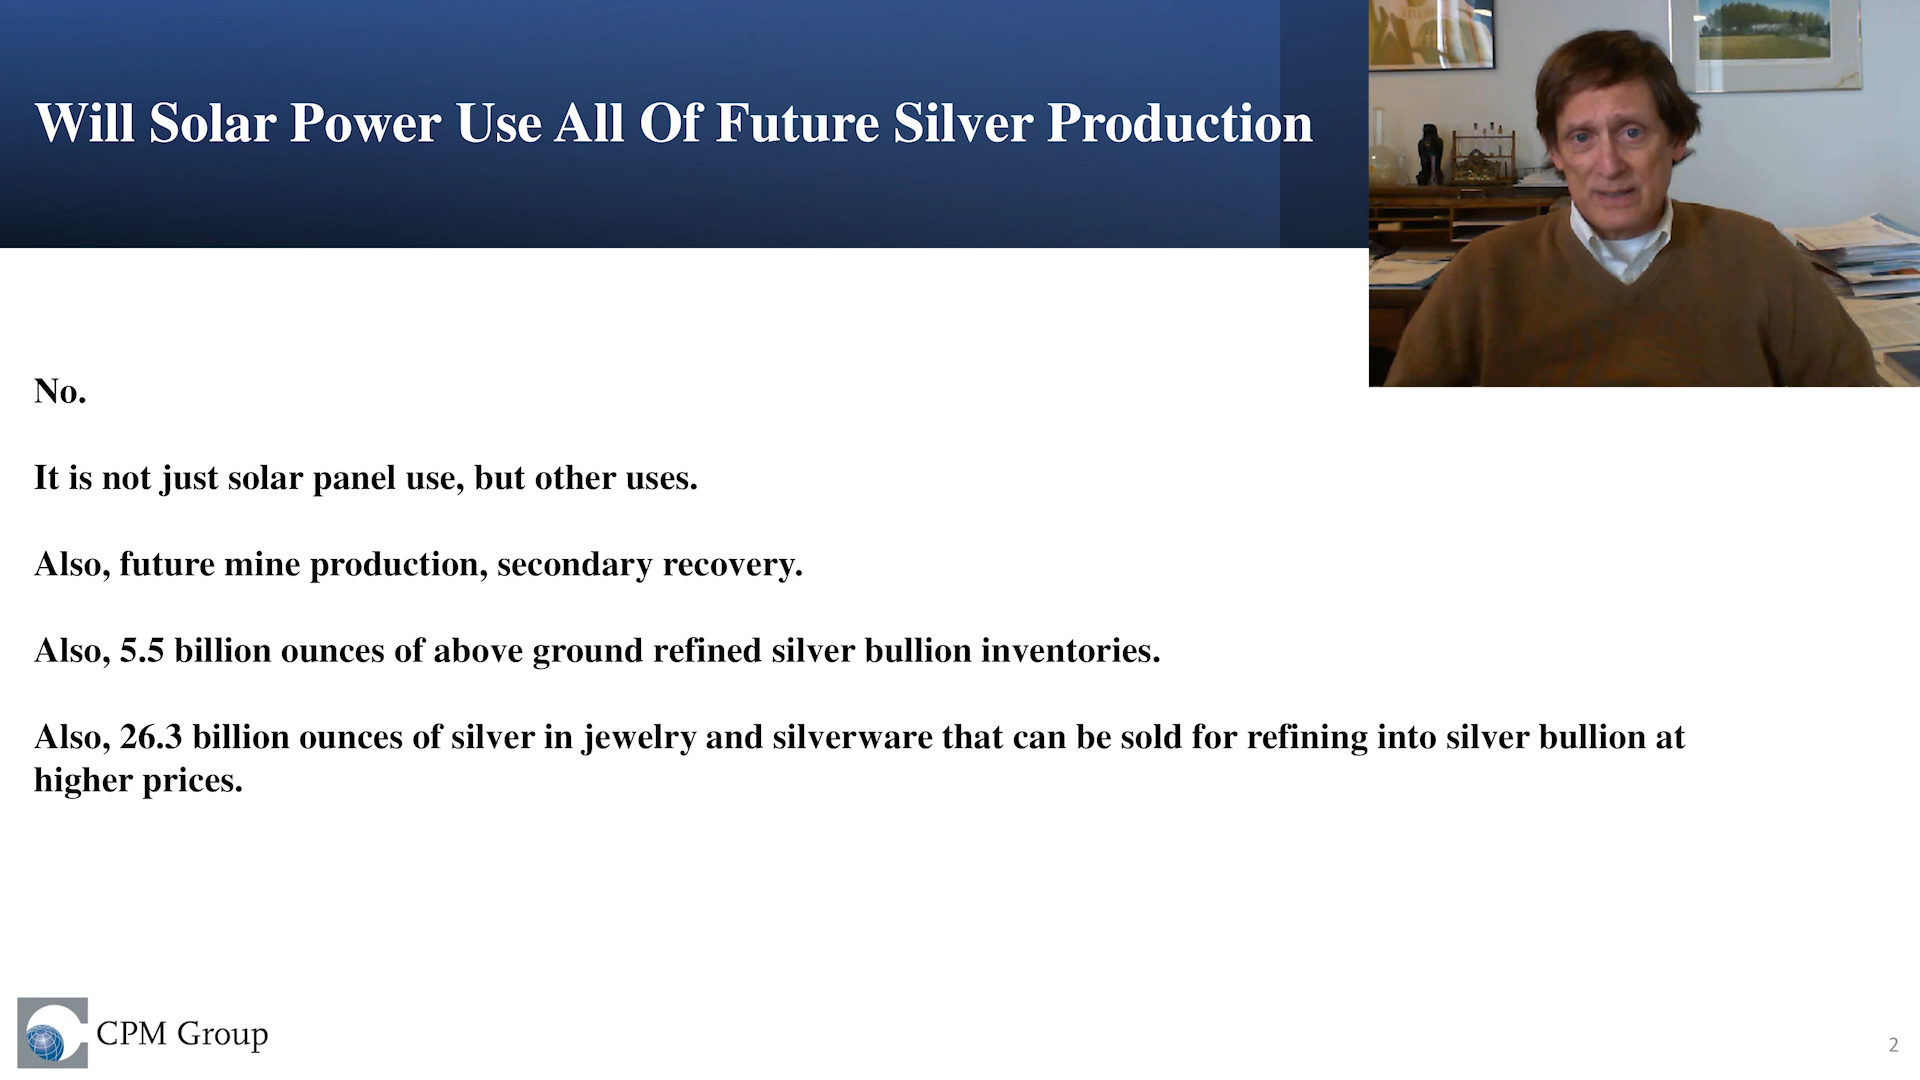 Will Solar Power Use All Of Future Silver Production
No.
It is not just solar panel use, but other uses.
Also, future mine production, secondary recovery.
Also, 5.5 billion ounces of above ground refined silver bullion inventories.
Also, 26.3 billion ounces of silver in jewelry and silverware that can be sold for refining into silver bullion at
higher prices.
CPM Group
2